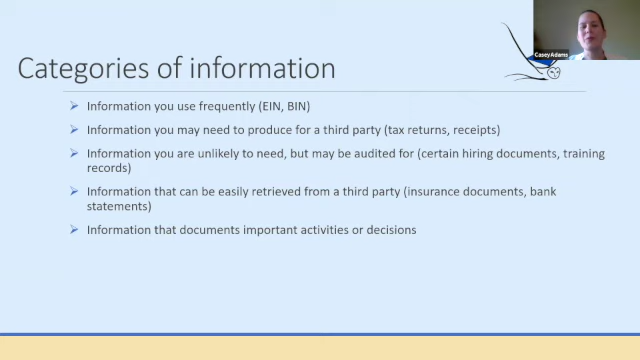 Casey Adams
Categories of information
Information you use frequently (EIN, BIN)
Information you may need to produce for a third party (tax returns, receipts)
Information you are unlikely to need, but may be audited for (certain hiring documents, training
records)
Information that can be easily retrieved from a third party (insurance documents, bank
statements)
Information that documents important activities or decisions